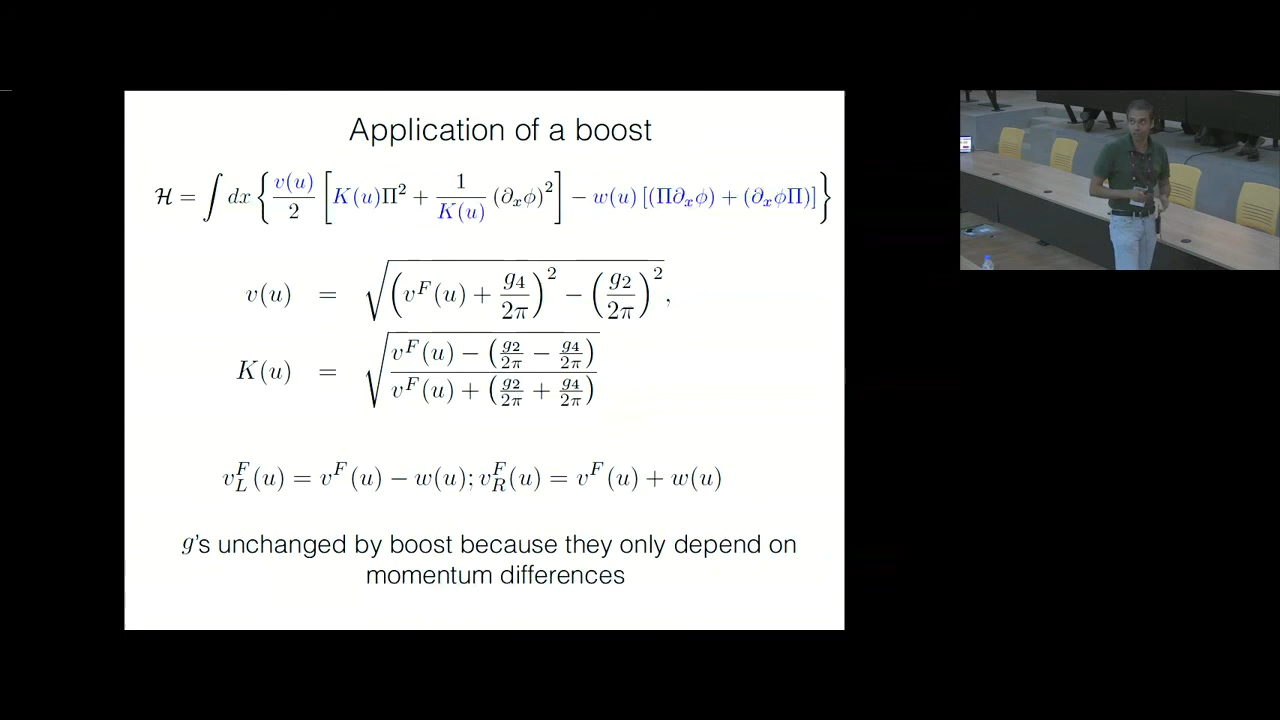 Application of a boost
$\mathcal{H} = \int dx \left\{ \frac{v(u)}{2} \left[ K(u)\Pi^2 + \frac{1}{K(u)} (\partial_x \phi)^2 \right] - w(u) \left[ (\Pi \partial_x \phi) + (\partial_x \phi \Pi) \right] \right\}$
$v(u) = \sqrt{\left( v^F(u) + \frac{g_4}{2\pi} \right)^2 - \left( \frac{g_2}{2\pi} \right)^2},$
$K(u) = \sqrt{\frac{v^F(u) - \left( \frac{g_2}{2\pi} - \frac{g_4}{2\pi} \right)}{v^F(u) + \left( \frac{g_2}{2\pi} + \frac{g_4}{2\pi} \right)}}$
$v_L^F(u) = v^F(u) - w(u); v_R^F(u) = v^F(u) + w(u)$
$g$'s unchanged by boost because they only depend on
momentum differences